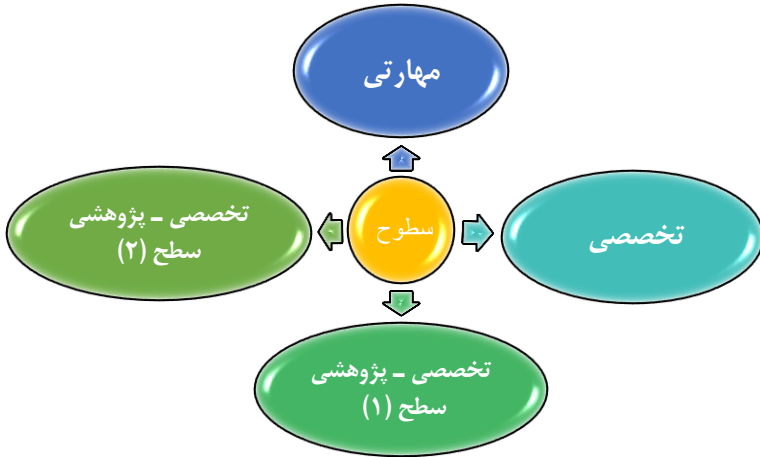 مهارتی
تخصصی ـ پژوهشی
سطح (۲)
سطوح
تخصصی
تخصصی ـ پژوهشی
سطح (۱)